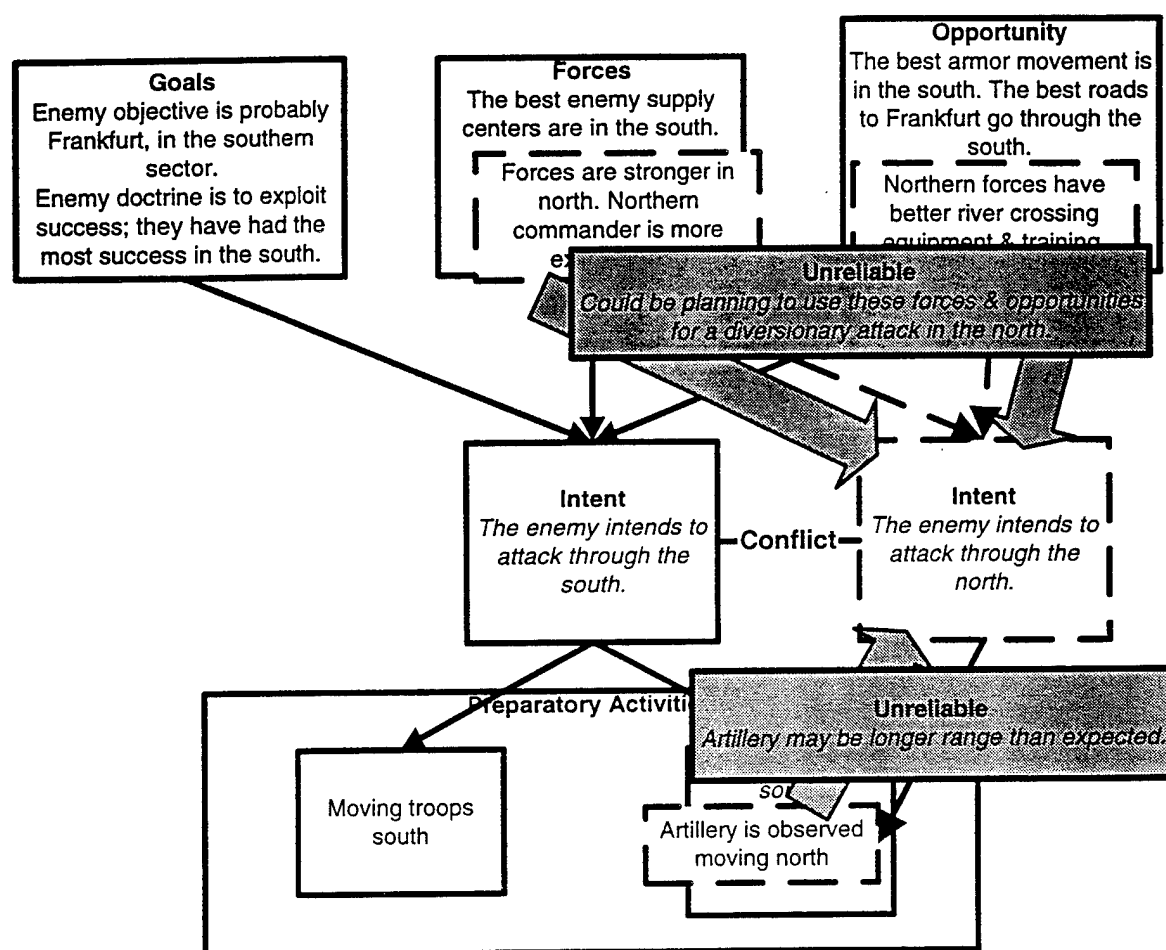 Goals
Enemy objective is probably
Frankfurt, in the southern
sector.
Enemy doctrine is to exploit
success; they have had the
most success in the south.
Forces
The best enemy supply
centers are in the south.
Forces are stronger in
north. Northern
commander is more
Opportunity
The best armor movement is
in the south. The best roads
to Frankfurt go through the
south.
Northern forces have
better river crossing
equipment & training
Unreliable
Could be planning to use these forces & opportunities
for a diversionary attack in the north.
Intent
The enemy intends to
attack through the
south.
Conflict
Intent
The enemy intends to
attack through the
north.
Preparatory
Unreliable
Artillery may be longer range than expected.
Moving troops
south
Artillery is observed
moving north